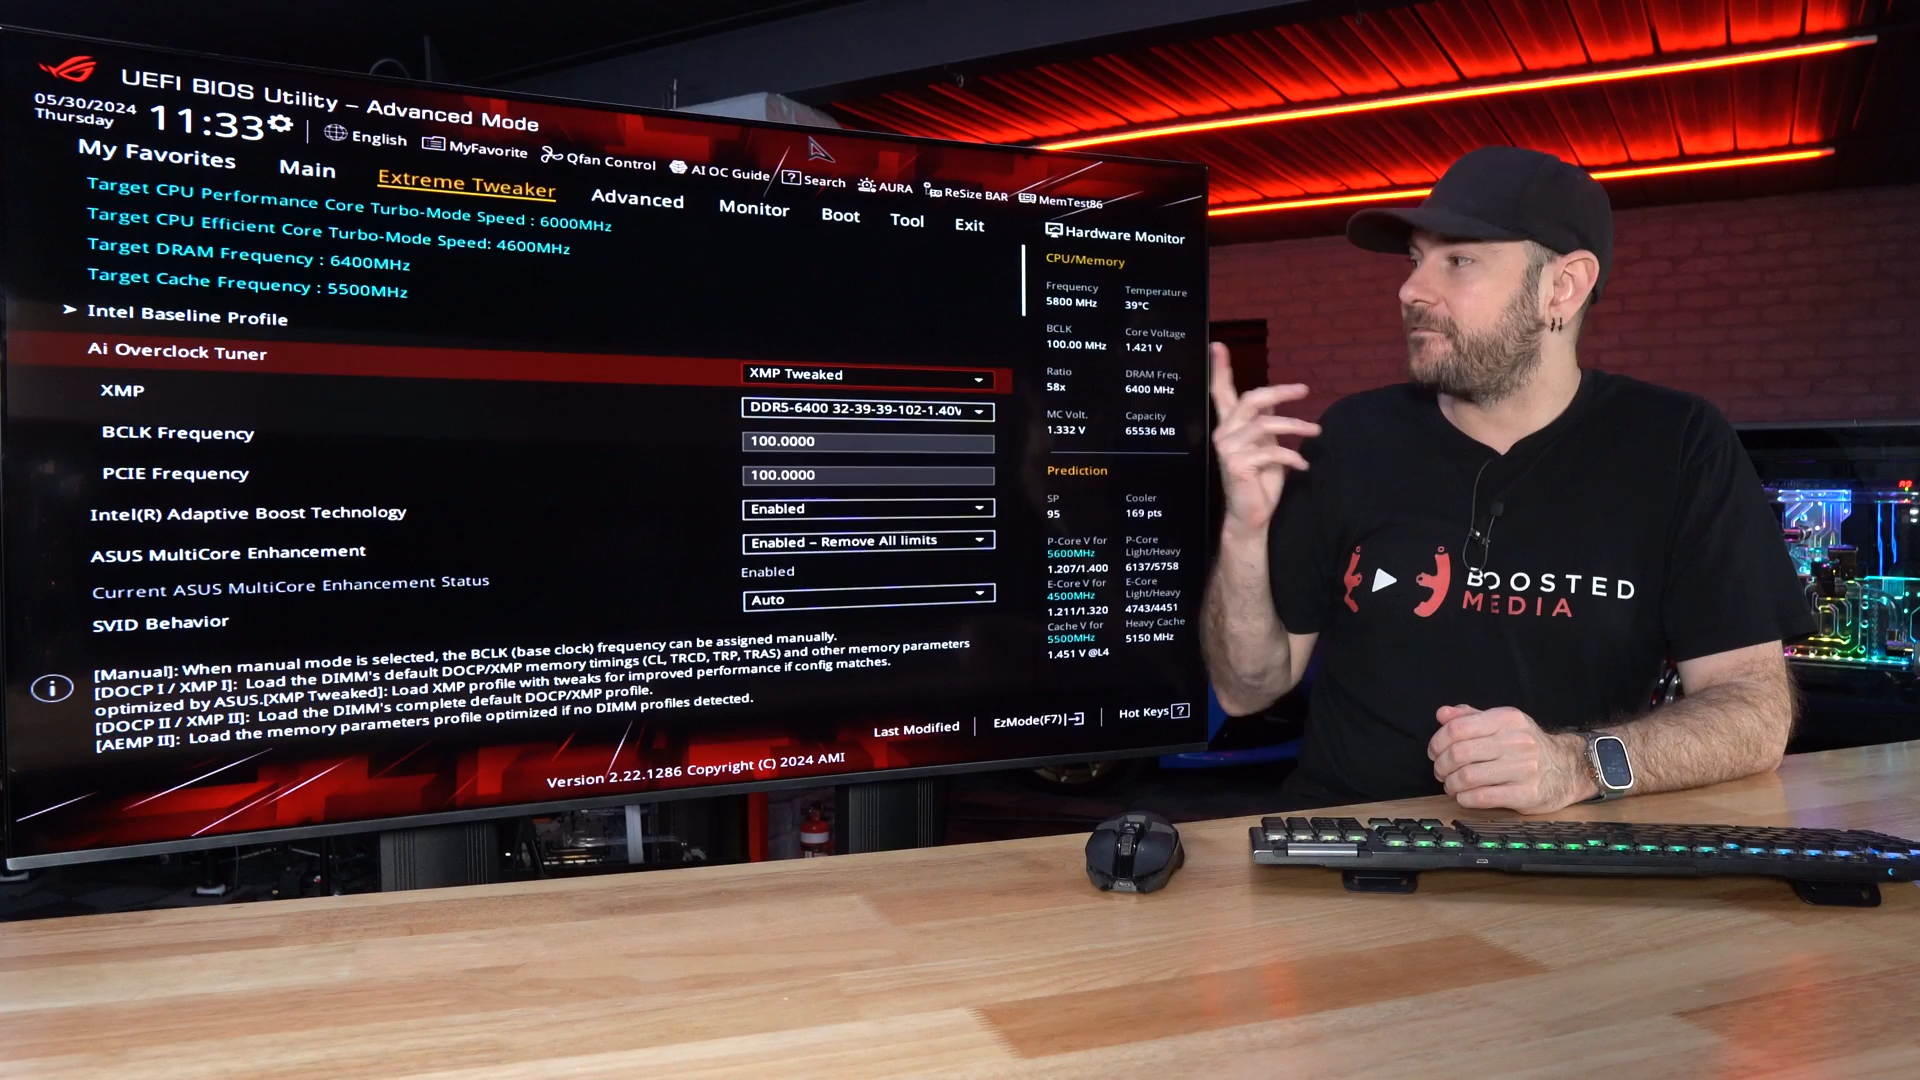 UEFI BIOS Utility – Advanced Mode
05/30/2024
Thursday
11:33
English
MyFavorite
Qfan Control
AI OC Guide
? Search
AURA
ReSize BAR
MemTest86
My Favorites
Main
Extreme Tweaker
Advanced
Monitor
Boot
Tool
Exit
Target CPU Performance Core Turbo-Mode Speed : 6000MHz
Target CPU Efficient Core Turbo-Mode Speed: 4600MHz
Target DRAM Frequency : 6400MHz
Target Cache Frequency : 5500MHz
Intel Baseline Profile
Ai Overclock Tuner
XMP Tweaked
XMP
DDR5-6400 32-39-39-102-1.40V
BCLK Frequency
100.0000
PCIE Frequency
100.0000
Intel(R) Adaptive Boost Technology
Enabled
ASUS MultiCore Enhancement
Enabled – Remove All limits
Current ASUS MultiCore Enhancement Status
Enabled
SVID Behavior
Auto
i
[Manual]: When manual mode is selected, the BCLK (base clock) frequency can be assigned manually.
[DOCP I / XMP I]: Load the DIMM's default DOCP/XMP memory timings (CL, TRCD, TRP, TRAS) and other memory parameters
optimized by ASUS.[XMP Tweaked]: Load XMP profile with tweaks for improved performance if config matches.
[DOCP II / XMP II]: Load the DIMM's complete default DOCP/XMP profile.
[AEMP II]: Load the memory parameters profile optimized if no DIMM profiles detected.
Last Modified
EzMode(F7)
Hot Keys ?
Version 2.22.1286 Copyright (C) 2024 AMI
Hardware Monitor
CPU/Memory
Frequency Temperature
5800 MHz 39°C
BCLK Core Voltage
100.00 MHz 1.421 V
Ratio DRAM Freq.
58x 6400 MHz
MC Volt. Capacity
1.332 V 65536 MB
Prediction
SP Cooler
95 169 pts
P-Core V for P-Core
5600MHz Light/Heavy
1.207/1.400 6137/5758
E-Core V for E-Core
4500MHz Light/Heavy
1.211/1.320 4743/4451
Cache V for Heavy Cache
5500MHz 5150 MHz
1.451 V @L4
BOOSTED
MEDIA